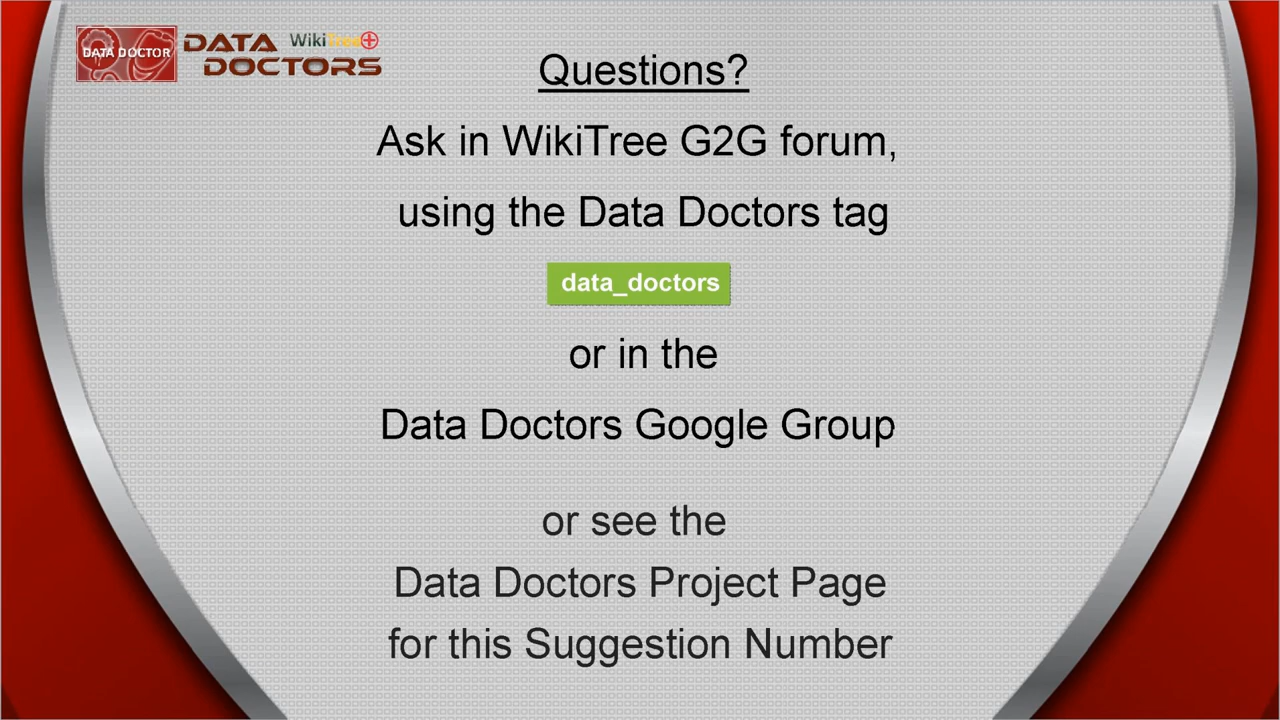 DATA DOCTOR
DATA WikiTree
DOCTORS
Questions?
Ask in WikiTree G2G forum,
using the Data Doctors tag
data_doctors
or in the
Data Doctors Google Group
or see the
Data Doctors Project Page
for this Suggestion Number